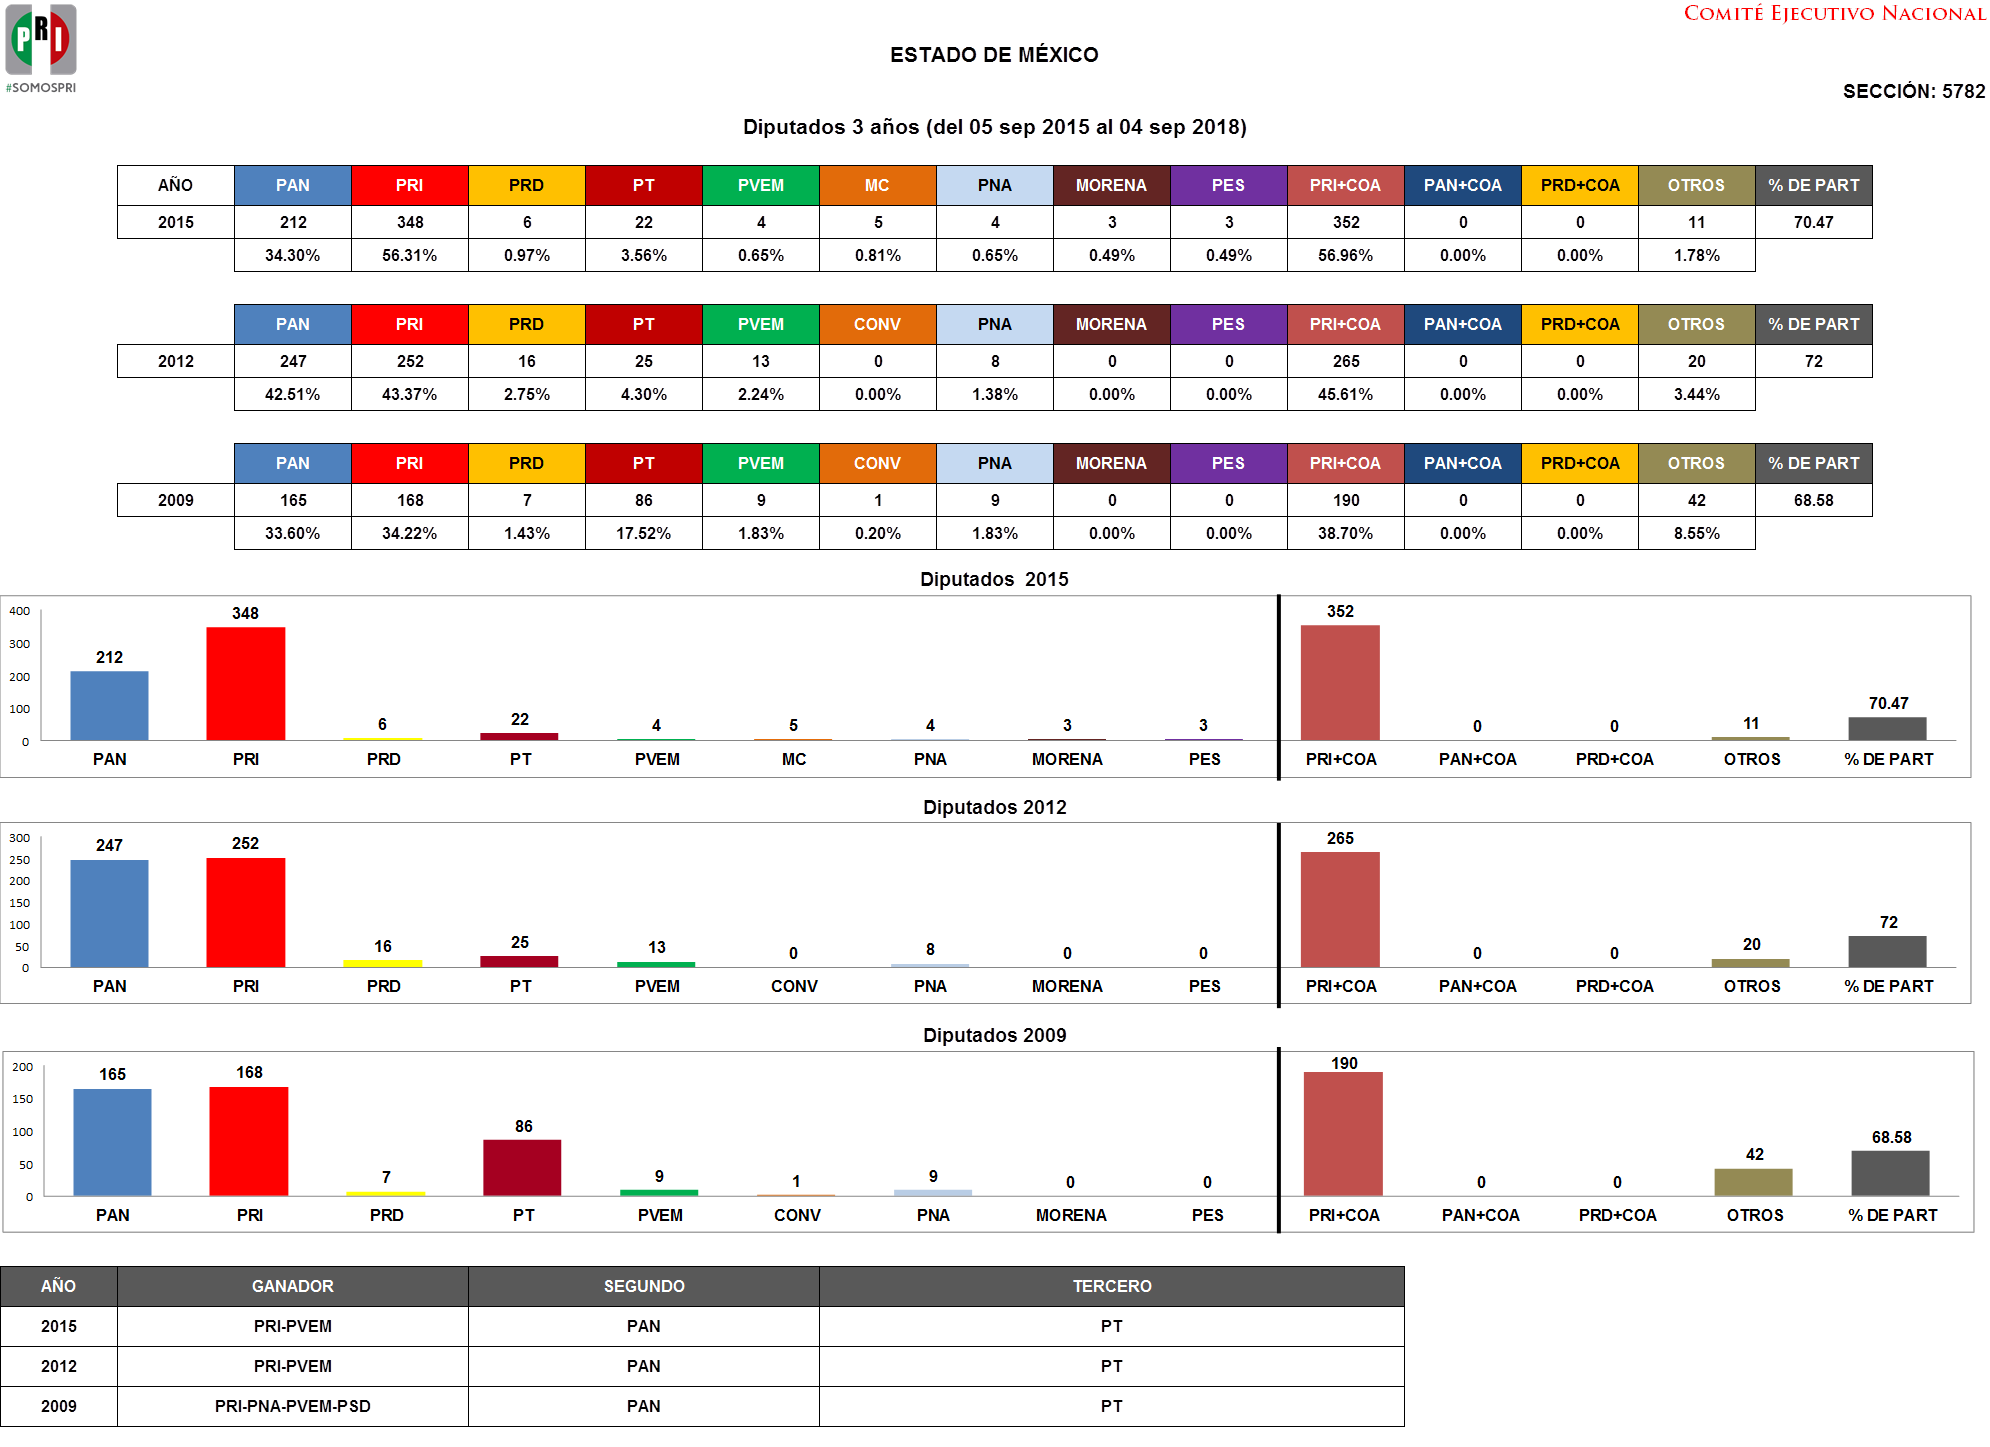 PRI
#SOMOSPRI
COMITÉ EJECUTIVO NACIONAL
ESTADO DE MÉXICO
SECCIÓN: 5782
Diputados 3 años (del 05 sep 2015 al 04 sep 2018)
AÑO PAN PRI PRD PT PVEM MC PNA MORENA PES PRI+COA PAN+COA PRD+COA OTROS % DE PART
2015 212 348 6 22 4 5 4 3 3 352 0 0 11 70.47
34.30% 56.31% 0.97% 3.56% 0.65% 0.81% 0.65% 0.49% 0.49% 56.96% 0.00% 0.00% 1.78%
PAN PRI PRD PT PVEM CONV PNA MORENA PES PRI+COA PAN+COA PRD+COA OTROS % DE PART
2012 247 252 16 25 13 0 8 0 0 265 0 0 20 72
42.51% 43.37% 2.75% 4.30% 2.24% 0.00% 1.38% 0.00% 0.00% 45.61% 0.00% 0.00% 3.44%
PAN PRI PRD PT PVEM CONV PNA MORENA PES PRI+COA PAN+COA PRD+COA OTROS % DE PART
2009 165 168 7 86 9 1 9 0 0 190 0 0 42 68.58
33.60% 34.22% 1.43% 17.52% 1.83% 0.20% 1.83% 0.00% 0.00% 38.70% 0.00% 0.00% 8.55%
Diputados 2015
400
300
200
100
0
212 348 6 22 4 5 4 3 3 352 0 0 11 70.47
PAN PRI PRD PT PVEM MC PNA MORENA PES PRI+COA PAN+COA PRD+COA OTROS % DE PART
Diputados 2012
300
250
200
150
100
50
0
247 252 16 25 13 0 8 0 0 265 0 0 20 72
PAN PRI PRD PT PVEM CONV PNA MORENA PES PRI+COA PAN+COA PRD+COA OTROS % DE PART
Diputados 2009
200
150
100
50
0
165 168 7 86 9 1 9 0 0 190 0 0 42 68.58
PAN PRI PRD PT PVEM CONV PNA MORENA PES PRI+COA PAN+COA PRD+COA OTROS % DE PART
AÑO GANADOR SEGUNDO TERCERO
2015 PRI-PVEM PAN PT
2012 PRI-PVEM PAN PT
2009 PRI-PNA-PVEM-PSD PAN PT